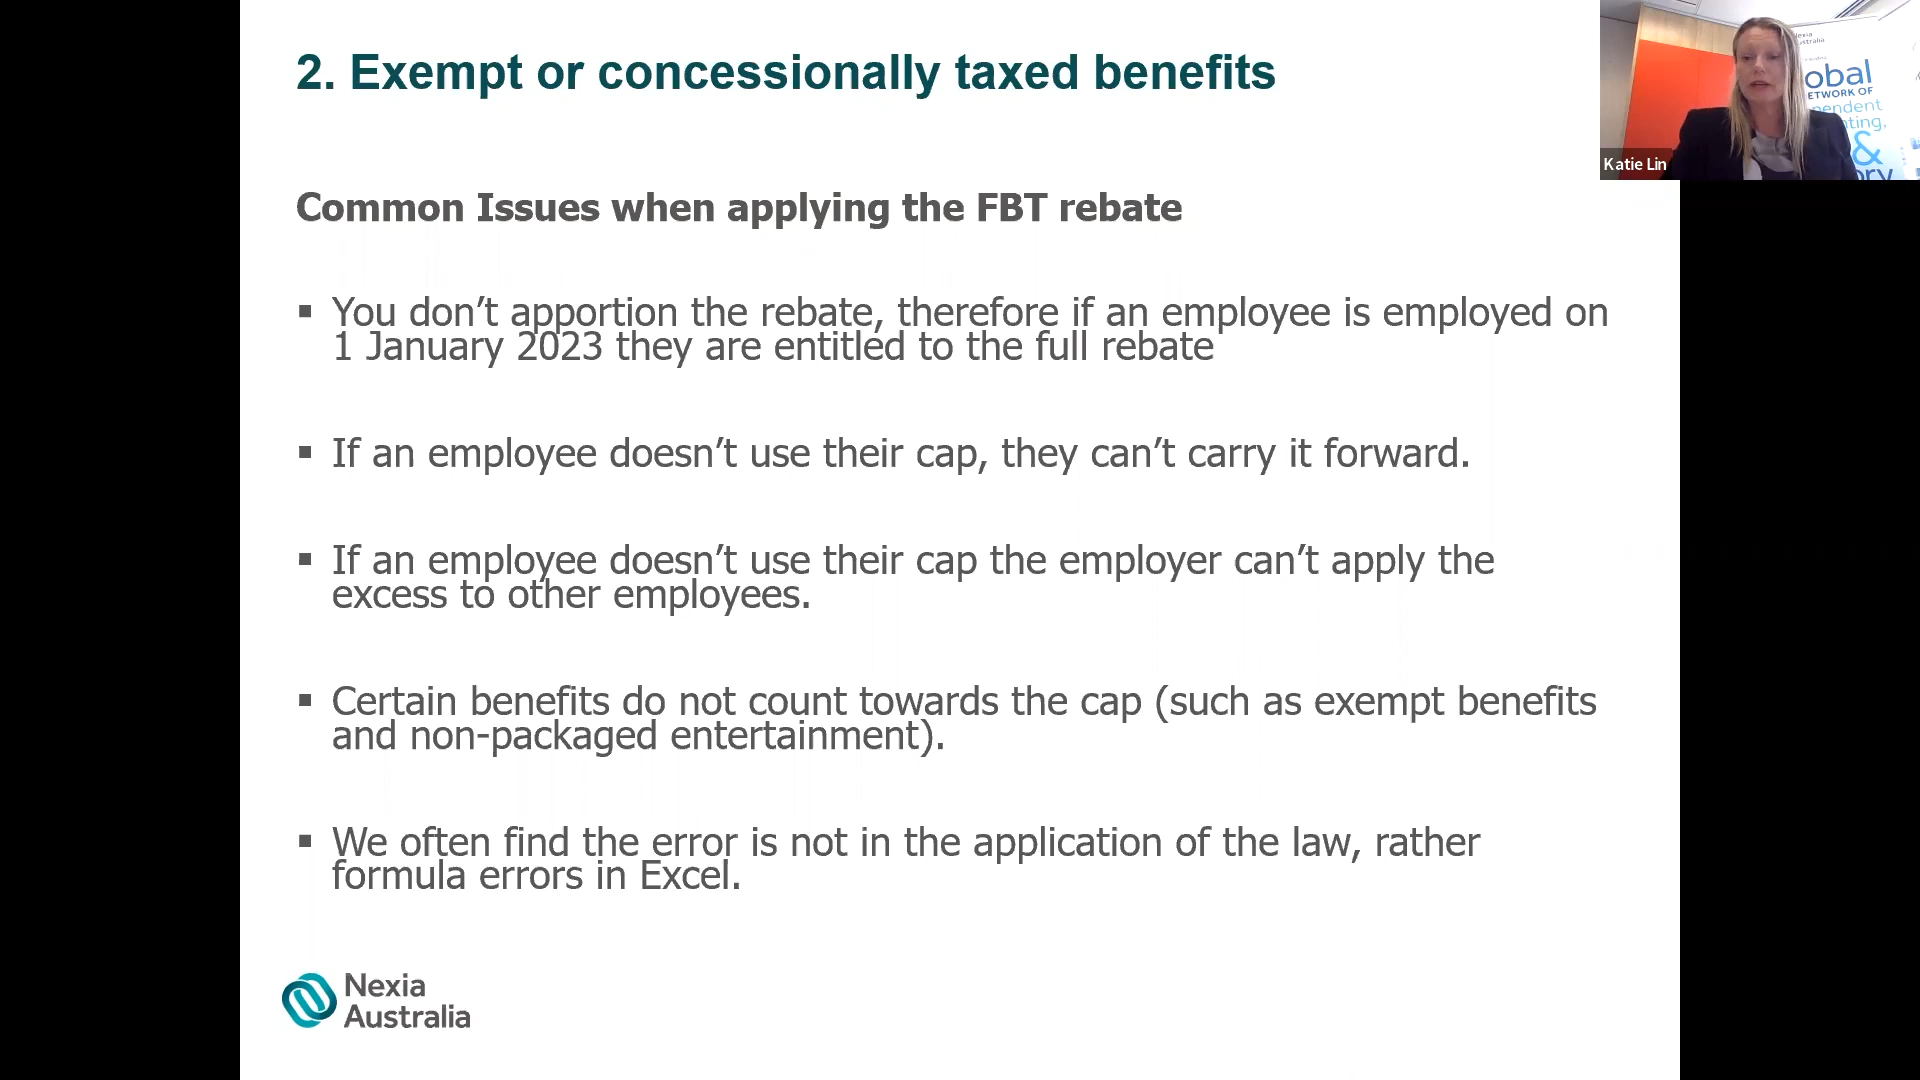 2. Exempt or concessionally taxed benefits
Common Issues when applying the FBT rebate
▪ You don’t apportion the rebate, therefore if an employee is employed on
1 January 2023 they are entitled to the full rebate
▪ If an employee doesn’t use their cap, they can’t carry it forward.
▪ If an employee doesn’t use their cap the employer can’t apply the
excess to other employees.
▪ Certain benefits do not count towards the cap (such as exempt benefits
and non-packaged entertainment).
▪ We often find the error is not in the application of the law, rather
formula errors in Excel.
Nexia
Australia
obal
ETWORK OF
pendent
nting,
&
ory
Katie Lin